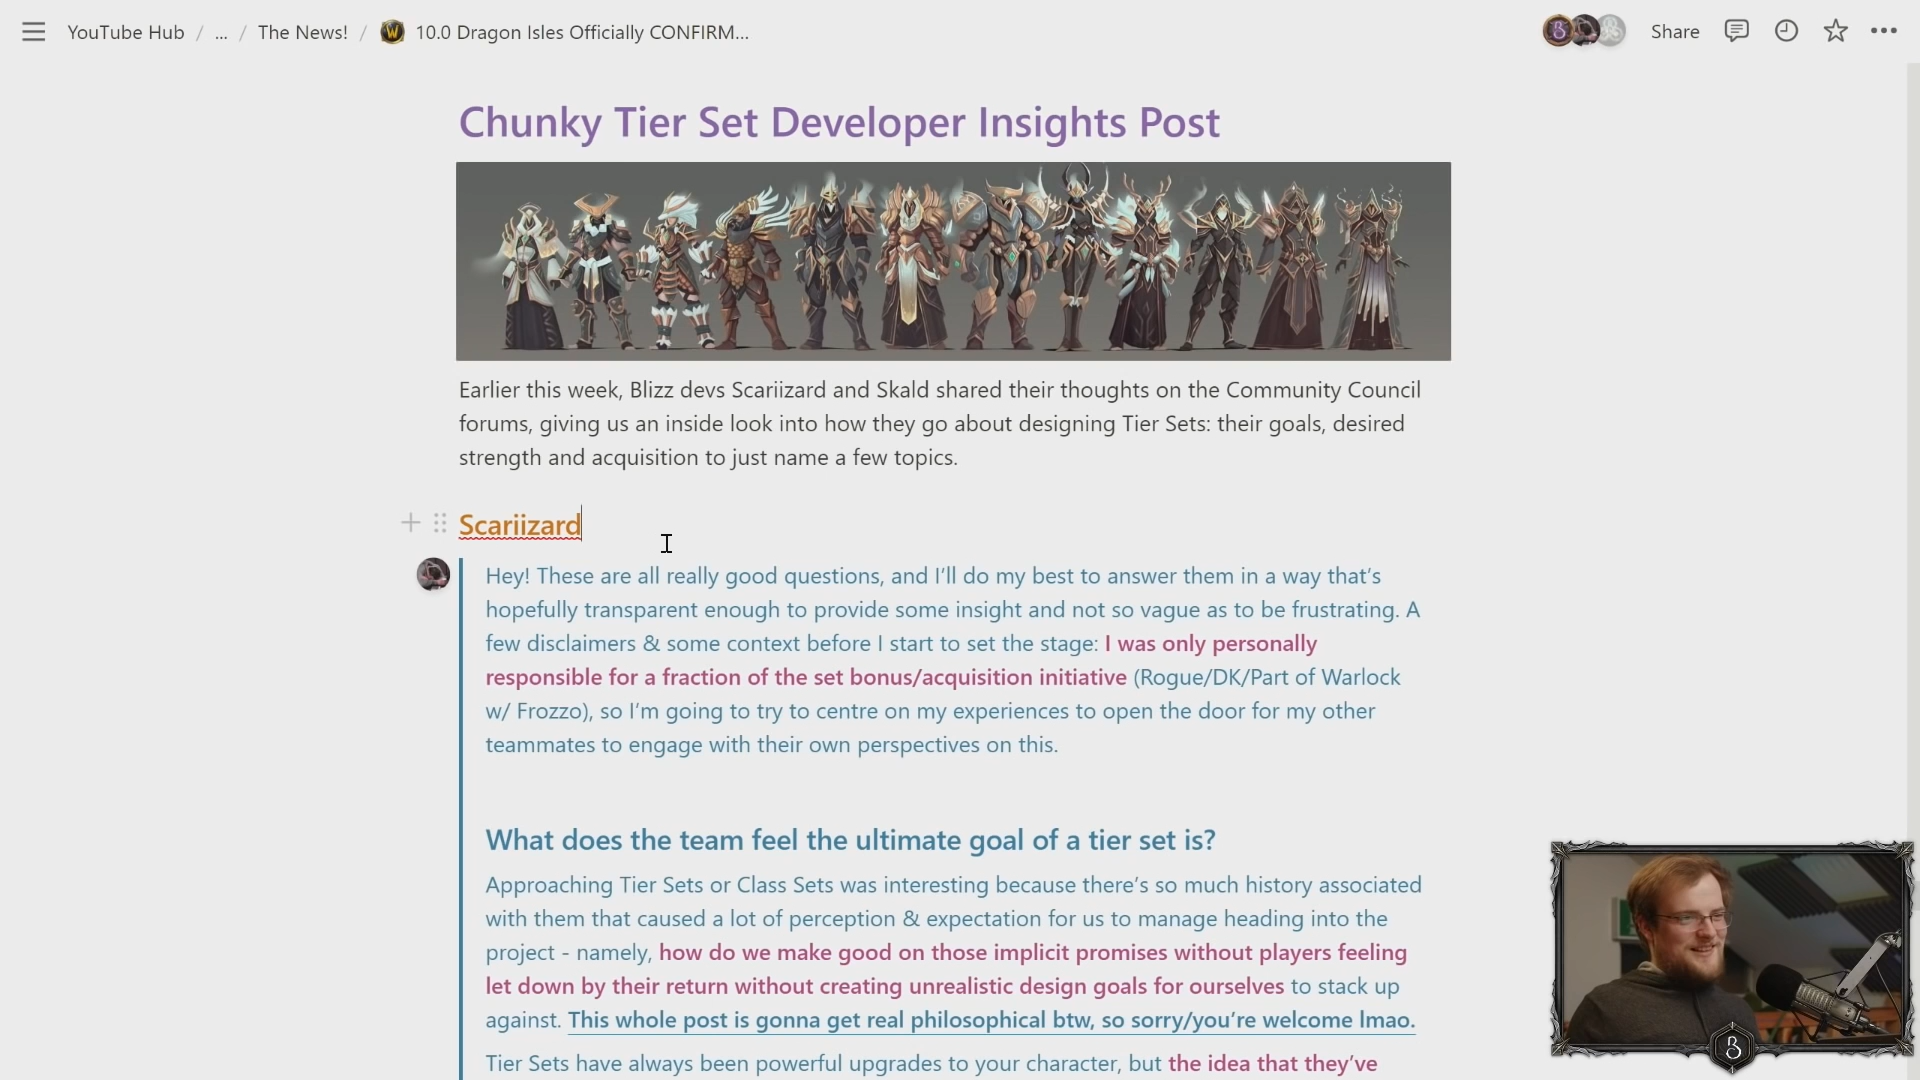 YouTube Hub / ... / The News! / 10.0 Dragon Isles Officially CONFIRM...
Share
Chunky Tier Set Developer Insights Post
Earlier this week, Blizz devs Scariizard and Skald shared their thoughts on the Community Council
forums, giving us an inside look into how they go about designing Tier Sets: their goals, desired
strength and acquisition to just name a few topics.
Scariizard
Hey! These are all really good questions, and I’ll do my best to answer them in a way that’s
hopefully transparent enough to provide some insight and not so vague as to be frustrating. A
few disclaimers & some context before I start to set the stage: I was only personally
responsible for a fraction of the set bonus/acquisition initiative (Rogue/DK/Part of Warlock
w/ Frozzo), so I’m going to try to centre on my experiences to open the door for my other
teammates to engage with their own perspectives on this.
What does the team feel the ultimate goal of a tier set is?
Approaching Tier Sets or Class Sets was interesting because there’s so much history associated
with them that caused a lot of perception & expectation for us to manage heading into the
project - namely, how do we make good on those implicit promises without players feeling
let down by their return without creating unrealistic design goals for ourselves to stack up
against. This whole post is gonna get real philosophical btw, so sorry/you’re welcome lmao.
Tier Sets have always been powerful upgrades to your character, but the idea that they’ve
B